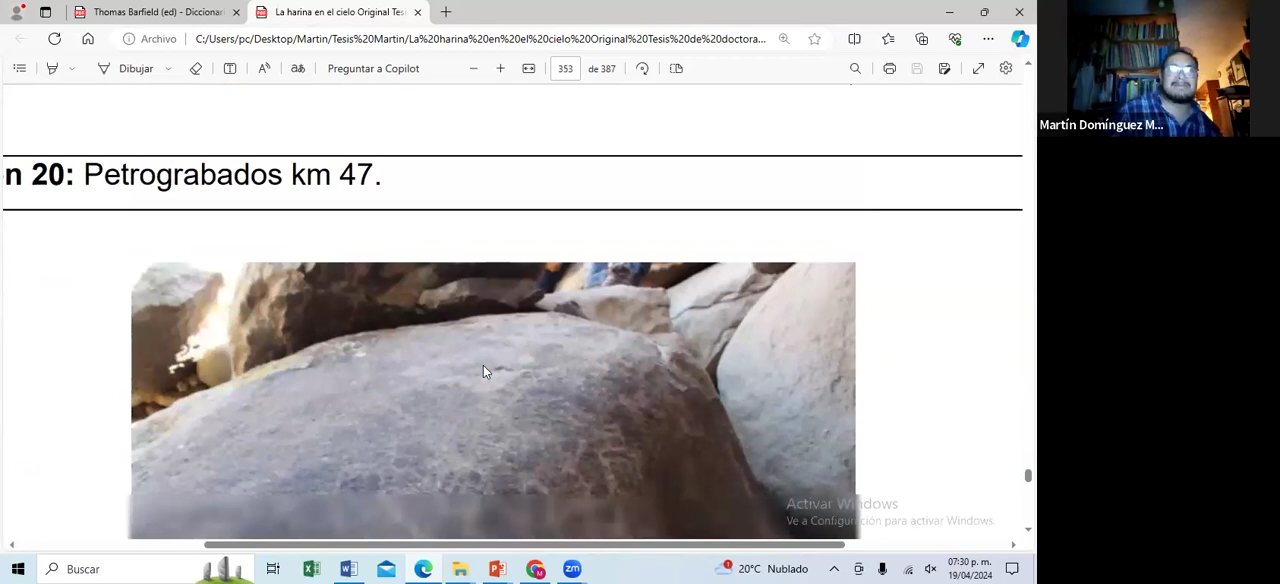 Thomas Barfield (ed) - Diccionari
La harina en el cielo Original Tesi
Archivo
C:/Users/pc/Desktop/Martin/Tesis%20Martin/La%20harina%20en%20el%20cielo%20Original%20Tesis%20de%20doctora...
Dibujar
Preguntar a Copilot
353
de 387
n 20: Petrograbados km 47.
Activar Windows
Ve a Configuración para activar Windows.
Martín Domínguez M...
Buscar
20°C Nublado
07:30 p. m.
19/04/2024